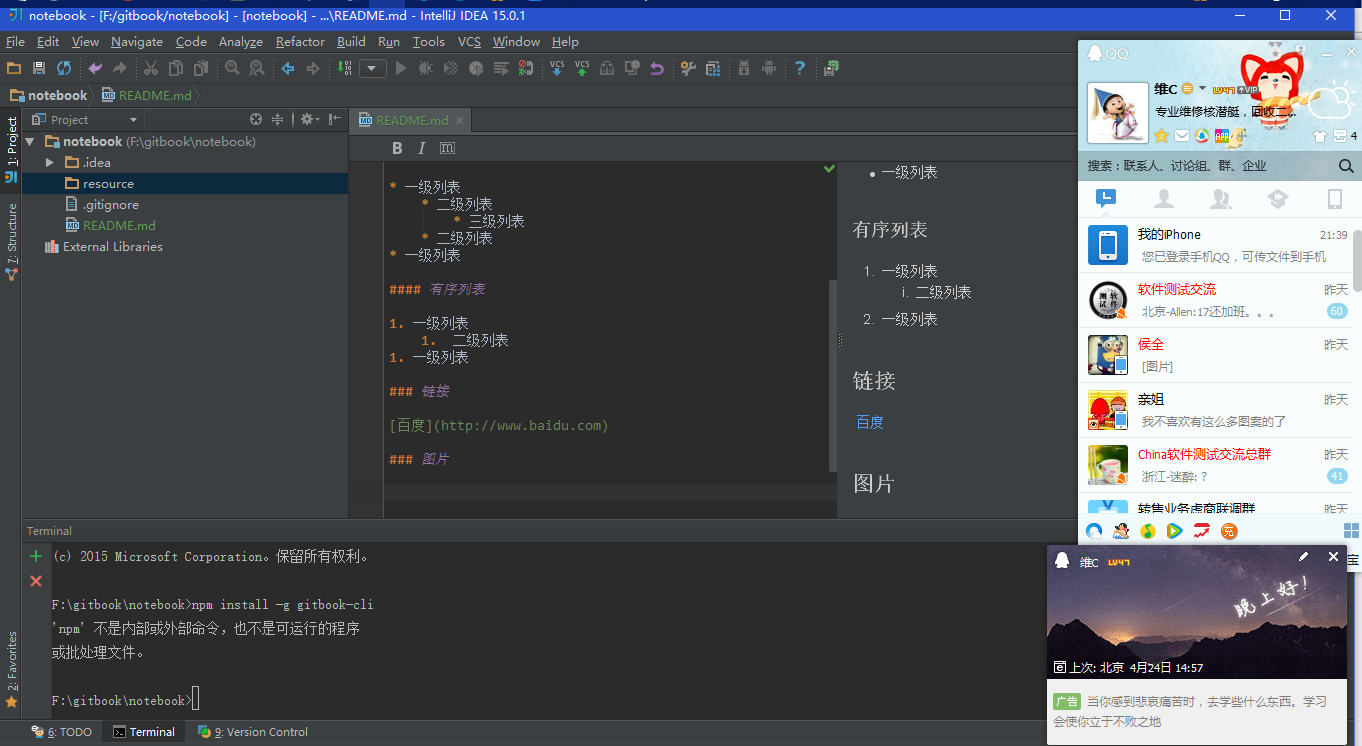 notebook - [F:/gitbook/notebook] - [notebook] - ...\README.md - IntelliJ IDEA 15.0.1
File Edit View Navigate Code Analyze Refactor Build Run Tools VCS Window Help
VCS VCS
notebook README.md
1: Project
7: Structure
2: Favorites
Project
notebook (F:\gitbook\notebook)
.idea
resource
.gitignore
README.md
External Libraries
README.md
B I m
* 一级列表
* 二级列表
* 三级列表
* 二级列表
* 一级列表
#### 有序列表
1. 一级列表
1. 二级列表
1. 一级列表
### 链接
[百度](http://www.baidu.com)
### 图片
• 一级列表
有序列表
1. 一级列表
i. 二级列表
2. 一级列表
链接
百度
图片
Terminal
(c) 2015 Microsoft Corporation。保留所有权利。
F:\gitbook\notebook>npm install -g gitbook-cli
'npm' 不是内部或外部命令，也不是可运行的程序
或批处理文件。
F:\gitbook\notebook>
6: TODO Terminal 9: Version Control
QQ
维C LV47 VIP
专业维修核潜艇，回收二...
APP 4
搜索：联系人、讨论组、群、企业
我的iPhone 21:39
您已登录手机QQ，可传文件到手机
软件测试交流 昨天
北京-Allen:17还加班。。。 60
侯全 昨天
[图片]
亲姐 昨天
我不喜欢有这么多图案的了
China软件测试交流总群 昨天
浙江-迷醉:？ 41
转售业务虚商联调群 昨天
充
宝
维C LV47
晚上好!
上次: 北京 4月24日 14:57
广告 当你感到悲哀痛苦时，去学些什么东西。学习
会使你立于不败之地